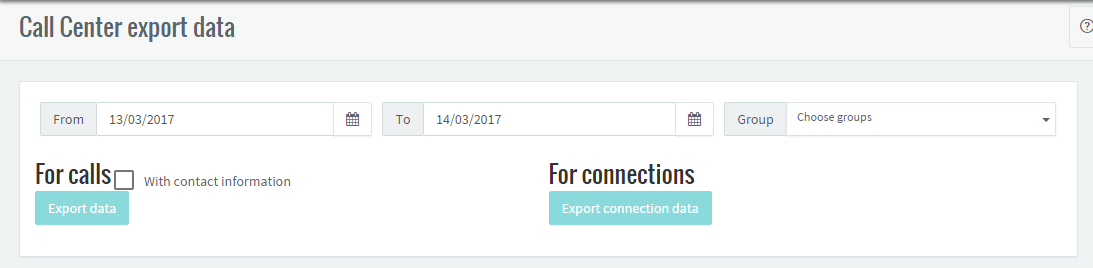 Call Center export data
From 13/03/2017 To 14/03/2017 Group Choose groups
For calls With contact information For connections
Export data Export connection data